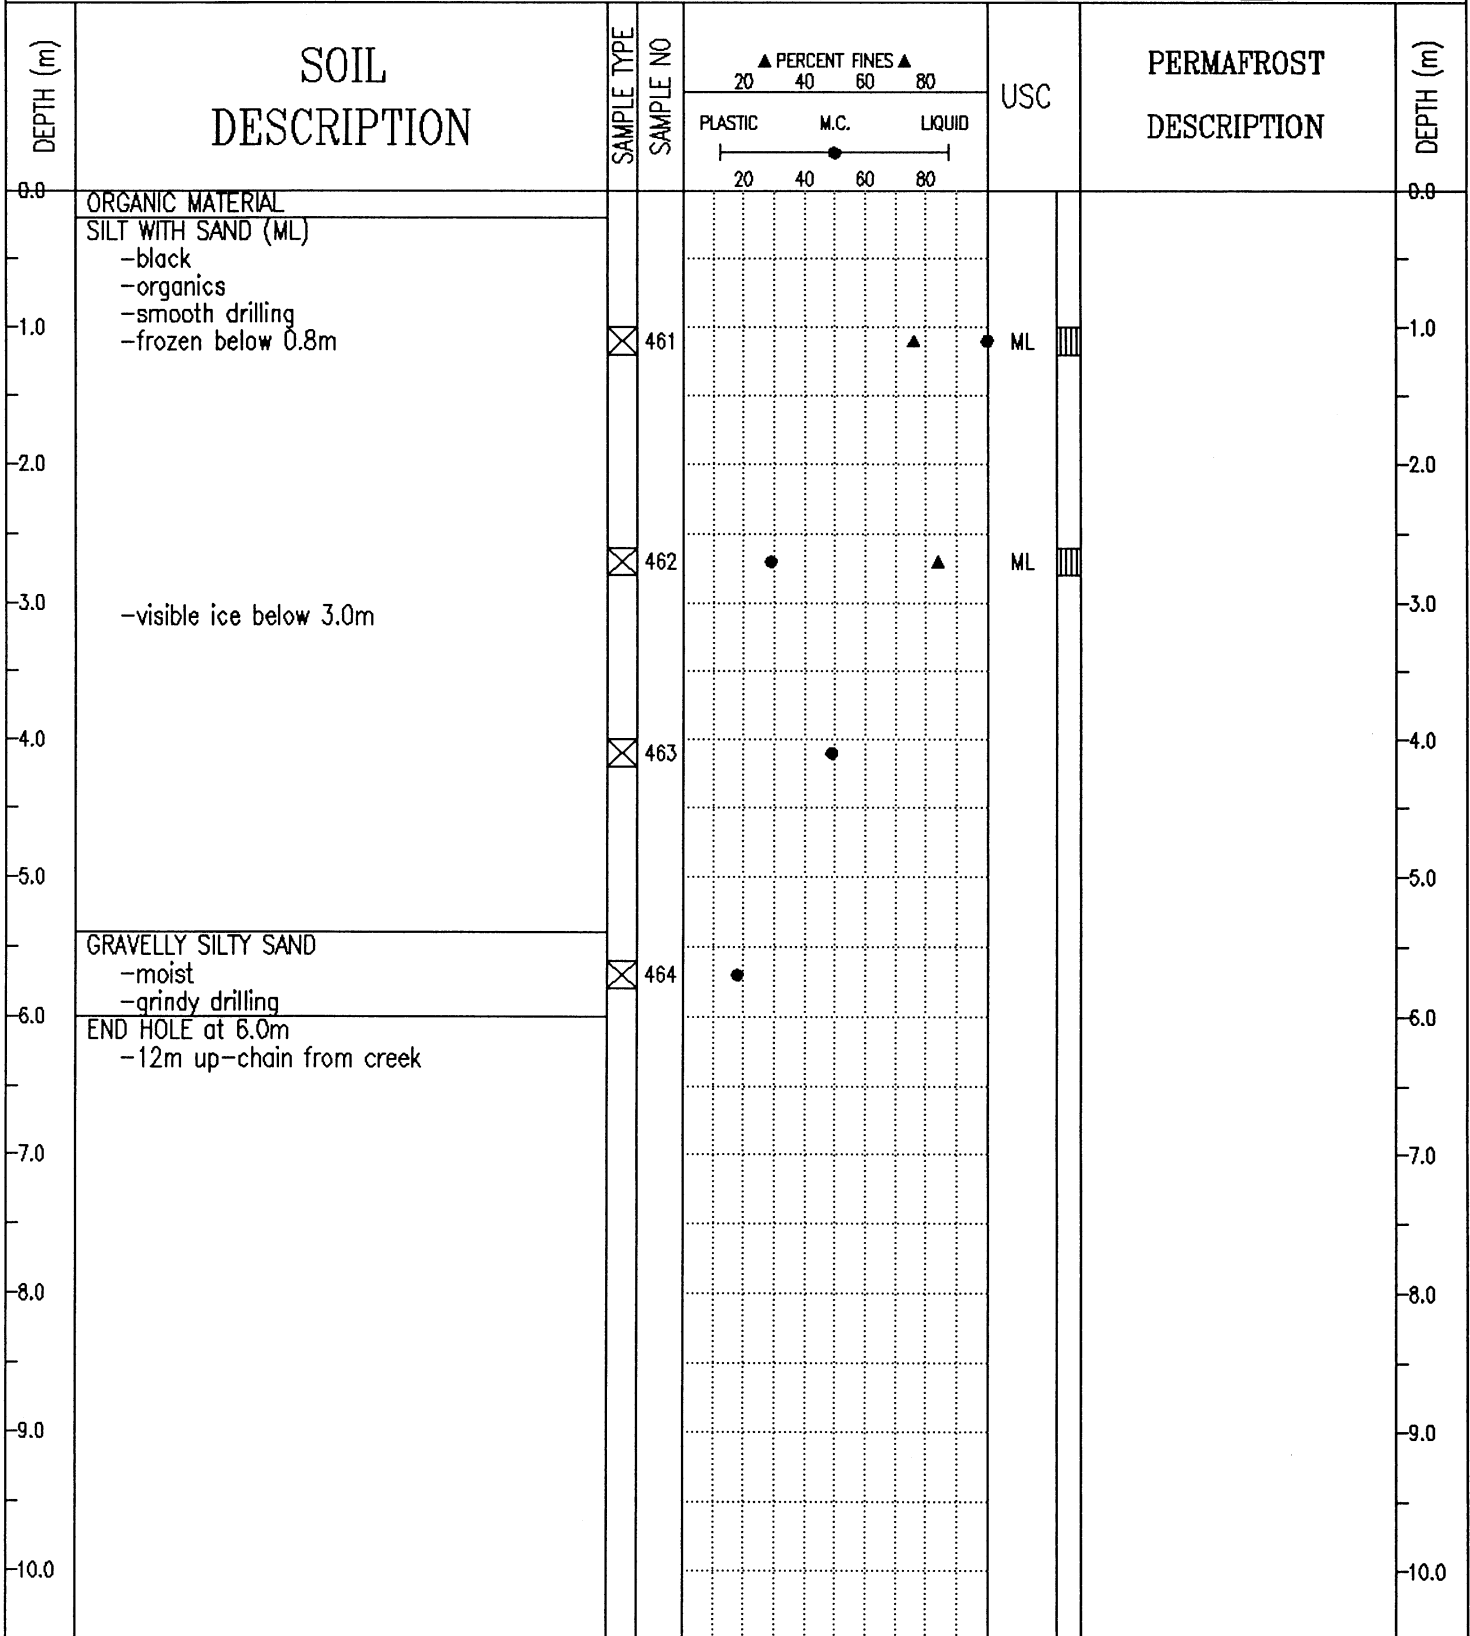 DEPTH (m)
SOIL
DESCRIPTION
SAMPLE TYPE
SAMPLE NO
▲ PERCENT FINES ▲
20 40 60 80
PLASTIC M.C. LIQUID
20 40 60 80
USC
PERMAFROST
DESCRIPTION
DEPTH (m)
0.0 0.0
ORGANIC MATERIAL
SILT WITH SAND (ML)
-black
-organics
-smooth drilling
1.0 1.0
-frozen below 0.8m 461 ML
2.0 2.0
462 ML
3.0 3.0
-visible ice below 3.0m
4.0 4.0
463
5.0 5.0
GRAVELLY SILTY SAND
-moist 464
-grindy drilling
6.0 6.0
END HOLE at 6.0m
-12m up-chain from creek
7.0 7.0
8.0 8.0
9.0 9.0
10.0 10.0